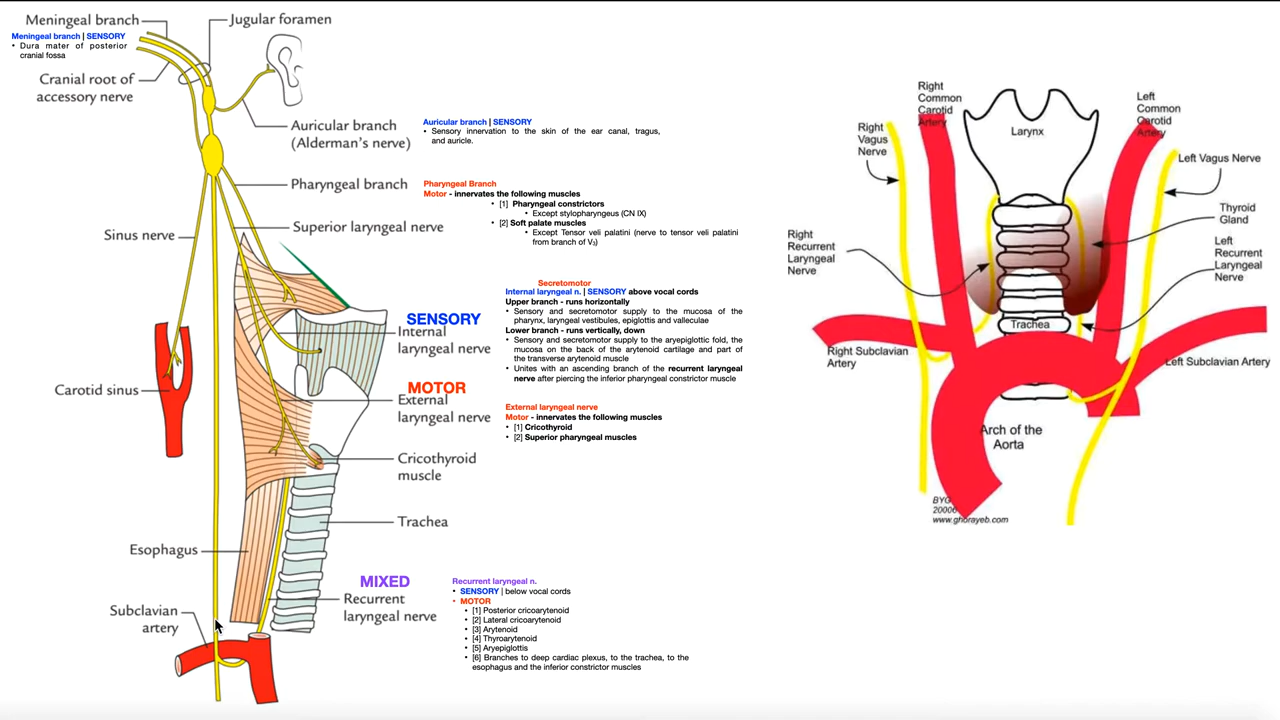 Meningeal branch
Jugular foramen
Meningeal branch | SENSORY
• Dura mater of posterior
cranial fossa
Cranial root of
accessory nerve
Auricular branch
(Alderman's nerve)
Auricular branch | SENSORY
• Sensory innervation to the skin of the ear canal, tragus,
and auricle.
Pharyngeal branch
Pharyngeal Branch
Motor - innervates the following muscles
• [1] Pharyngeal constrictors
• Except stylopharyngeus (CN IX)
• [2] Soft palate muscles
• Except Tensor veli palatini (nerve to tensor veli palatini
from branch of V3)
Sinus nerve
Superior laryngeal nerve
Secretomotor
Internal laryngeal n. | SENSORY above vocal cords
Upper branch - runs horizontally
• Sensory and secretomotor supply to the mucosa of the
pharynx, laryngeal vestibules, epiglottis and valleculae
Lower branch - runs vertically, down
• Sensory and secretomotor supply to the aryepiglottic fold, the
mucosa on the back of the arytenoid cartilage and part of
the transverse arytenoid muscle
• Unites with an ascending branch of the recurrent laryngeal
nerve after piercing the inferior pharyngeal constrictor muscle
SENSORY
Internal
laryngeal nerve
MOTOR
External
laryngeal nerve
External laryngeal nerve
Motor - innervates the following muscles
• [1] Cricothyroid
• [2] Superior pharyngeal muscles
Carotid sinus
Cricothyroid
muscle
Trachea
Esophagus
MIXED
Recurrent
laryngeal nerve
Recurrent laryngeal n.
• SENSORY | below vocal cords
• MOTOR
• [1] Posterior cricoarytenoid
• [2] Lateral cricoarytenoid
• [3] Arytenoid
• [4] Thyroarytenoid
• [5] Aryepiglottis
• [6] Branches to deep cardiac plexus, to the trachea, to the
esophagus and the inferior constrictor muscles
Subclavian
artery
Right
Common
Carotid
Artery
Left
Common
Carotid
Artery
Larynx
Right
Vagus
Nerve
Left Vagus Nerve
Thyroid
Gland
Right
Recurrent
Laryngeal
Nerve
Left
Recurrent
Laryngeal
Nerve
Trachea
Right Subclavian
Artery
Left Subclavian Artery
Arch of the
Aorta
www.ghorayeb.com